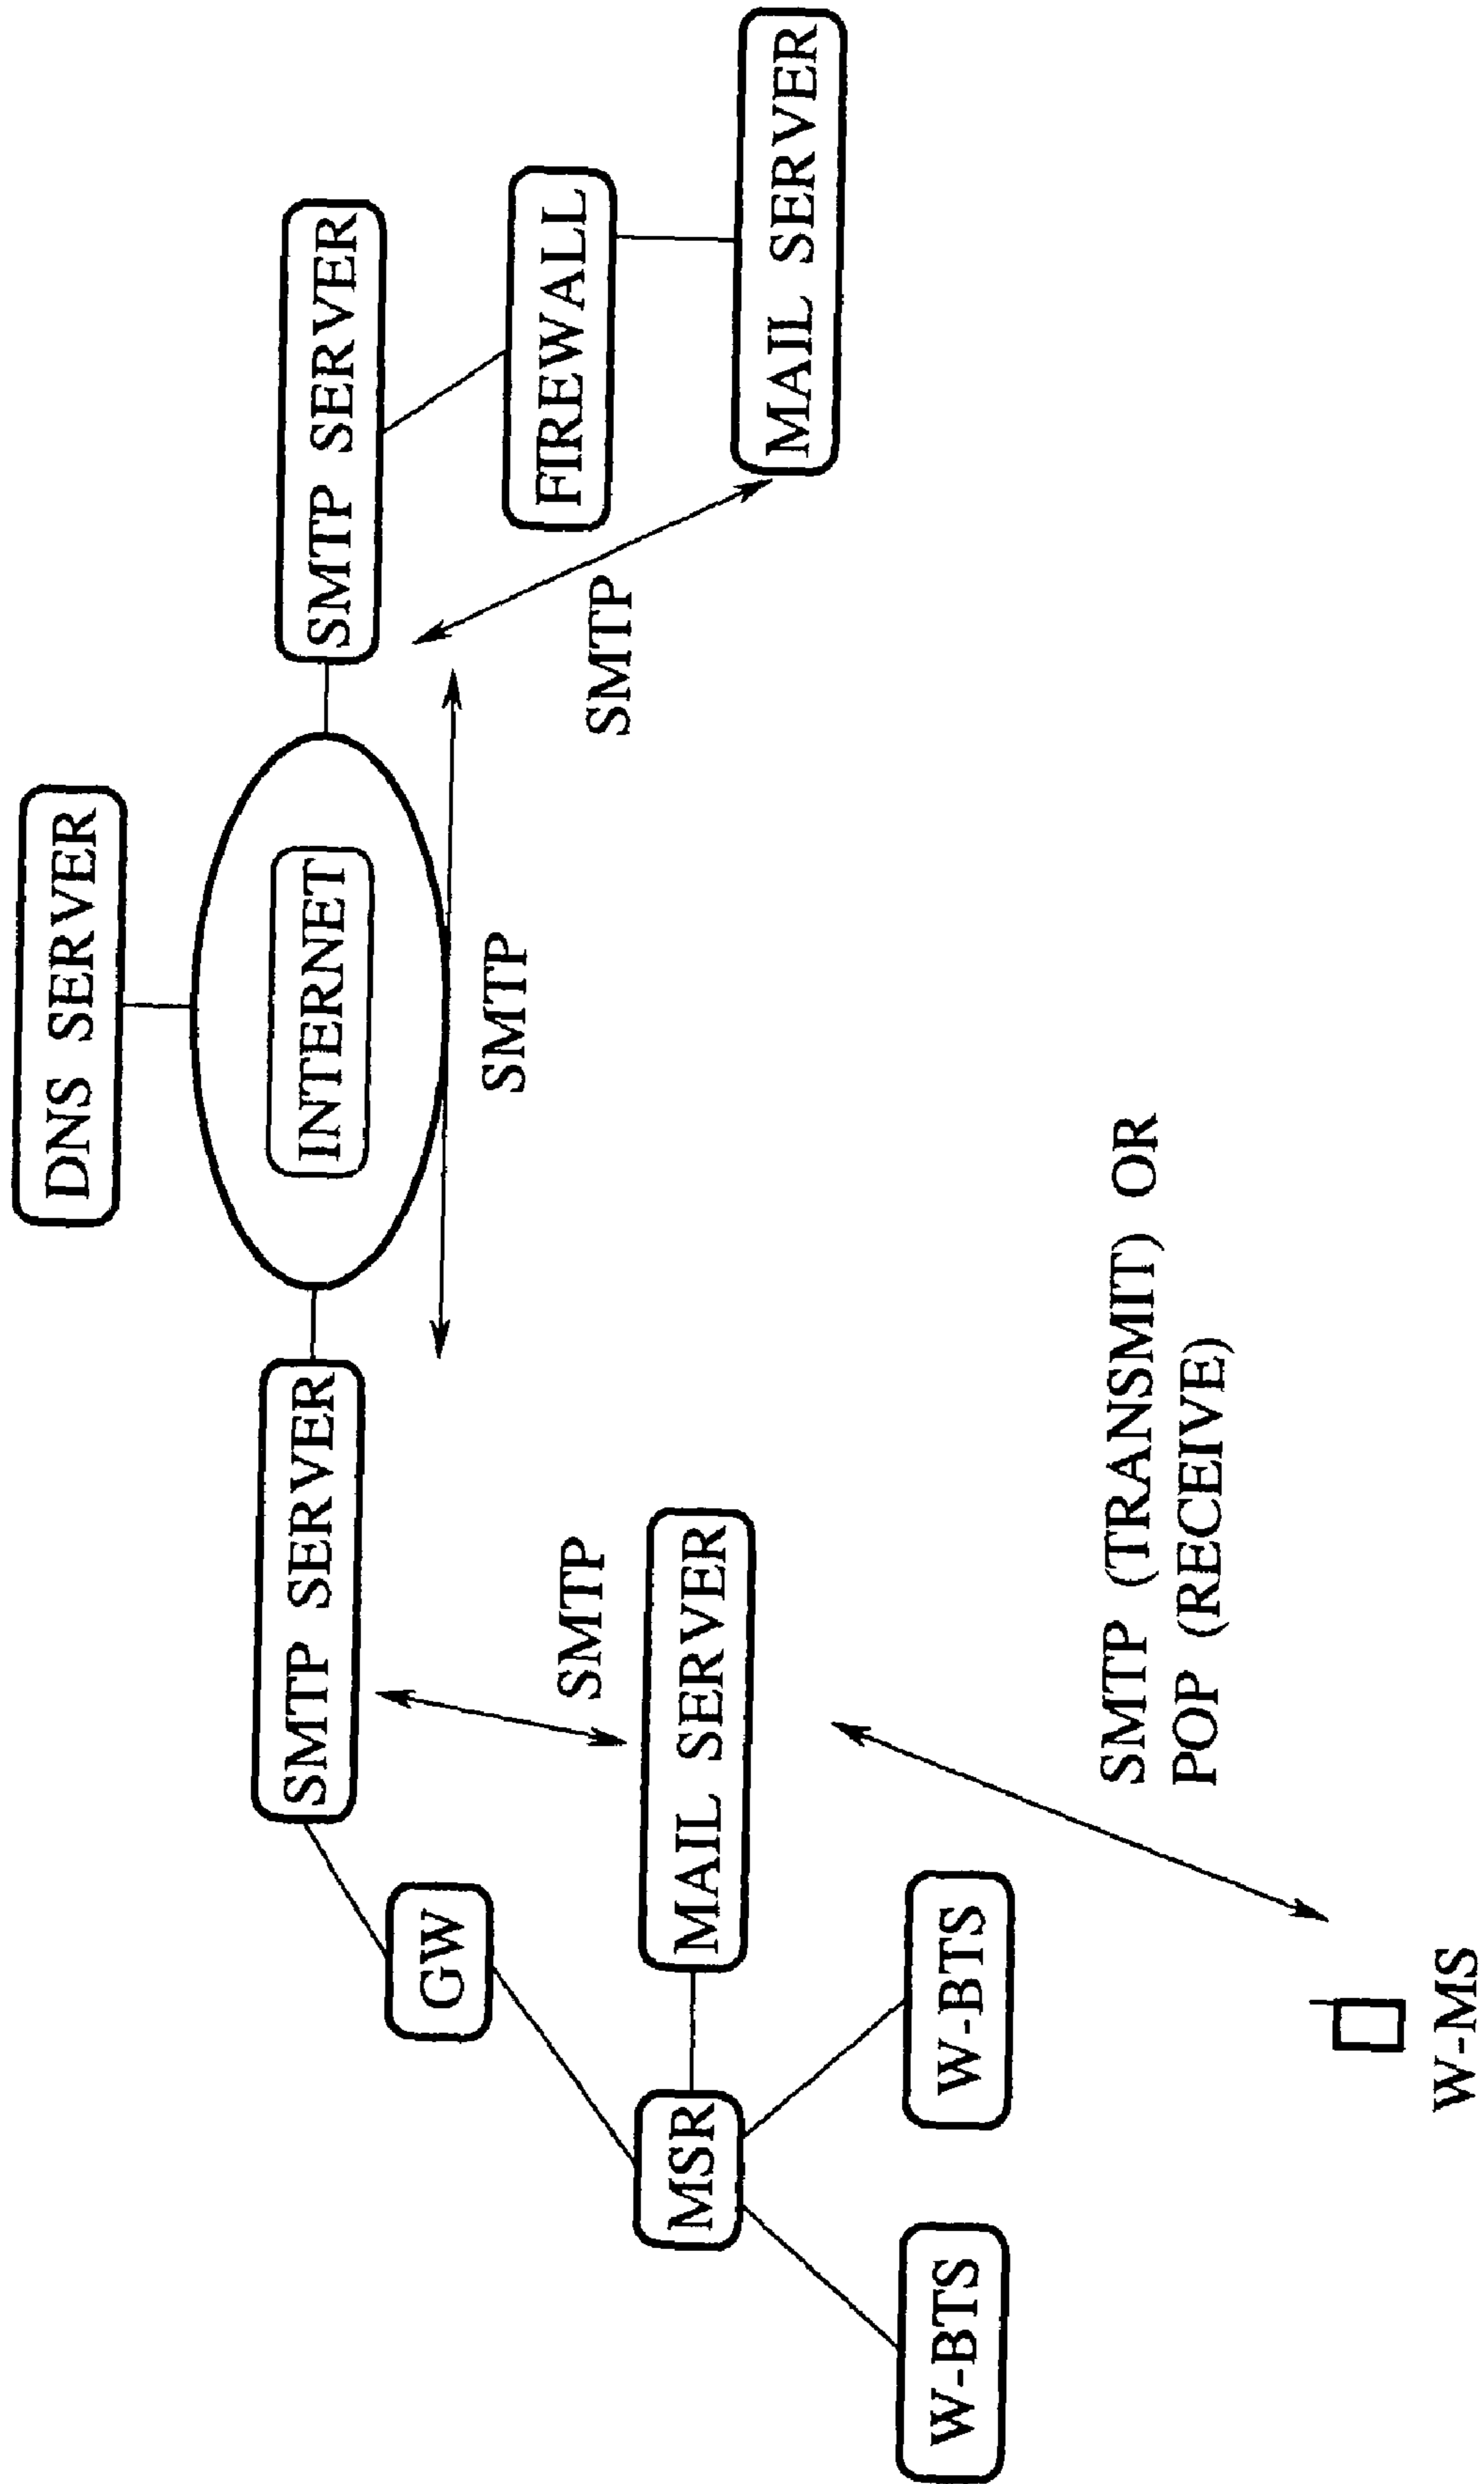 DNS SERVER
INTERNET
SMTP SERVER
SMTP SERVER
GW
FIREWALL
SMTP
SMTP
SMTP
MSR
MAIL SERVER
MAIL SERVER
W-BTS
W-BTS
SMTP (TRANSMIT) OR
POP (RECEIVE)
W-MS